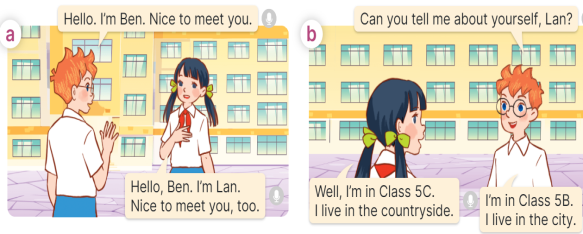 a
Hello. I'm Ben. Nice to meet you.
Hello, Ben. I'm Lan.
Nice to meet you, too.
b
Can you tell me about yourself, Lan?
Well, I'm in Class 5C.
I live in the countryside.
I'm in Class 5B.
I live in the city.